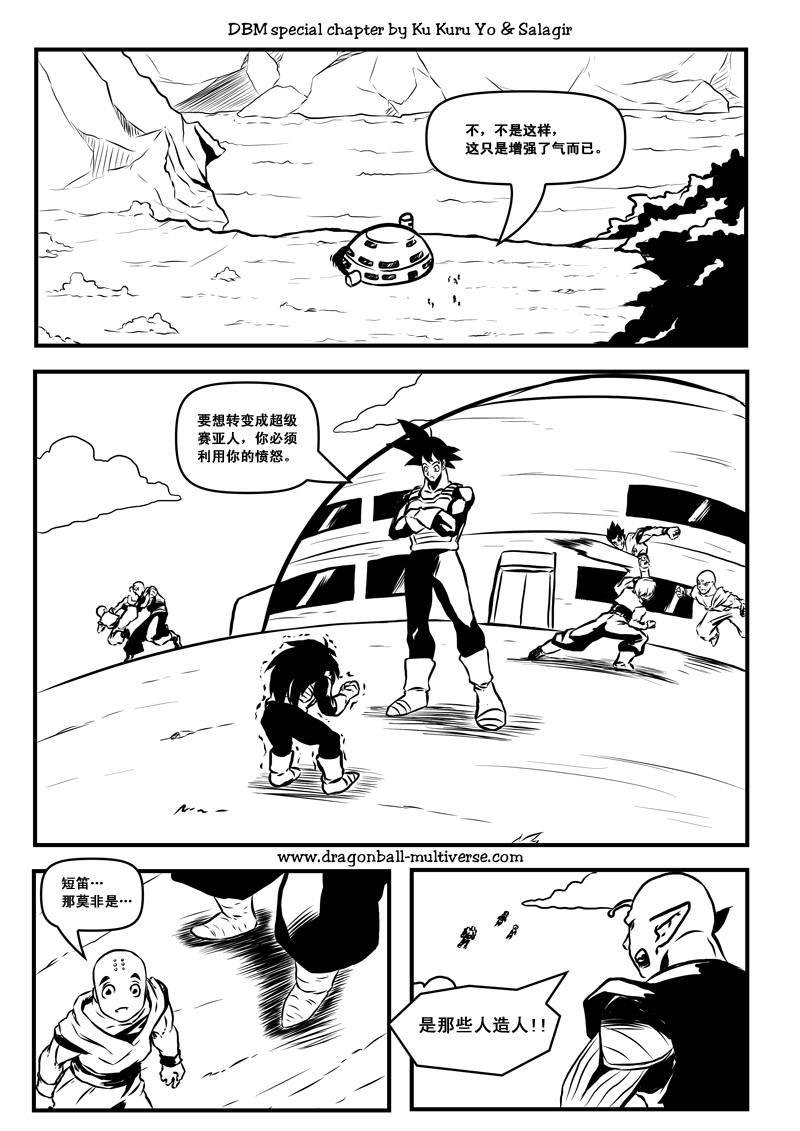 DBM special chapter by Ku Kuru Yo & Salagir
不，不是这样，
这只是增强了气而已。
要想转变成超级
赛亚人，你必须
利用你的愤怒。
www.dragonball-multiverse.com
短笛…
那莫非是…
是那些人造人!!